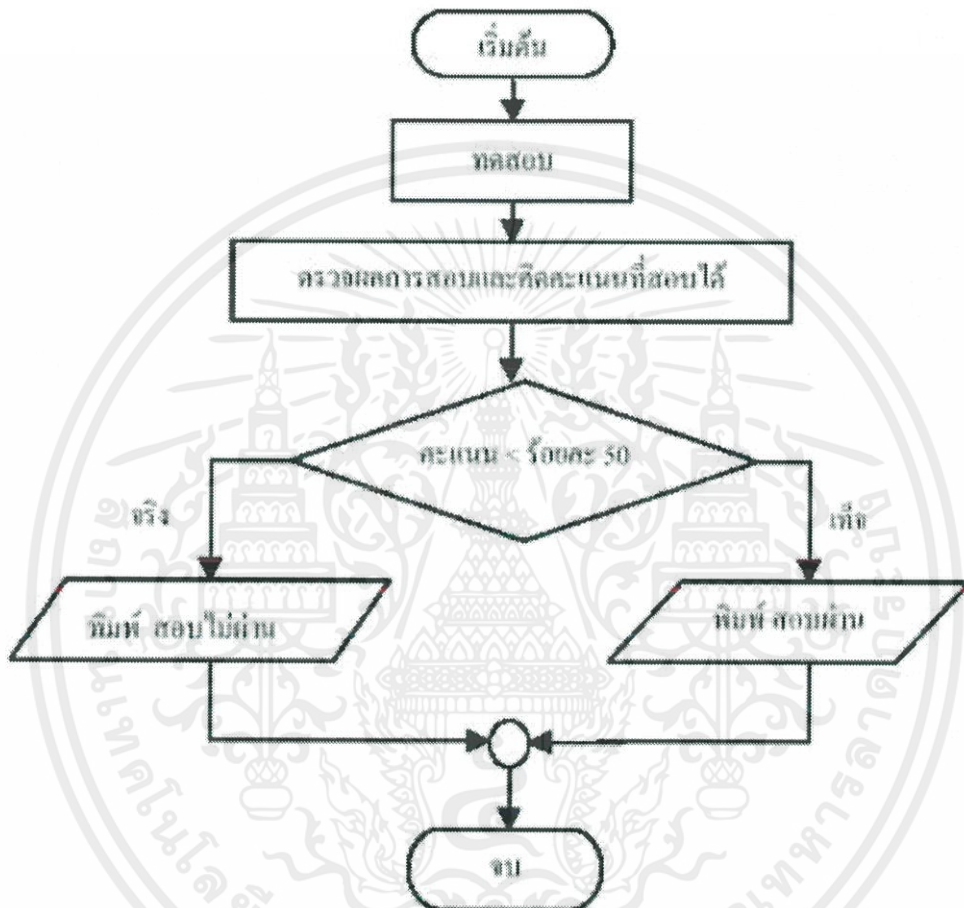 เริ่มต้น
ทดสอบ
ตรวจผลการสอบและคิดคะแนนที่สอบได้
คะแนน < ร้อยละ 50
จริง
เท็จ
พิมพ์ สอบไม่ผ่าน
พิมพ์ สอบผ่าน
จบ